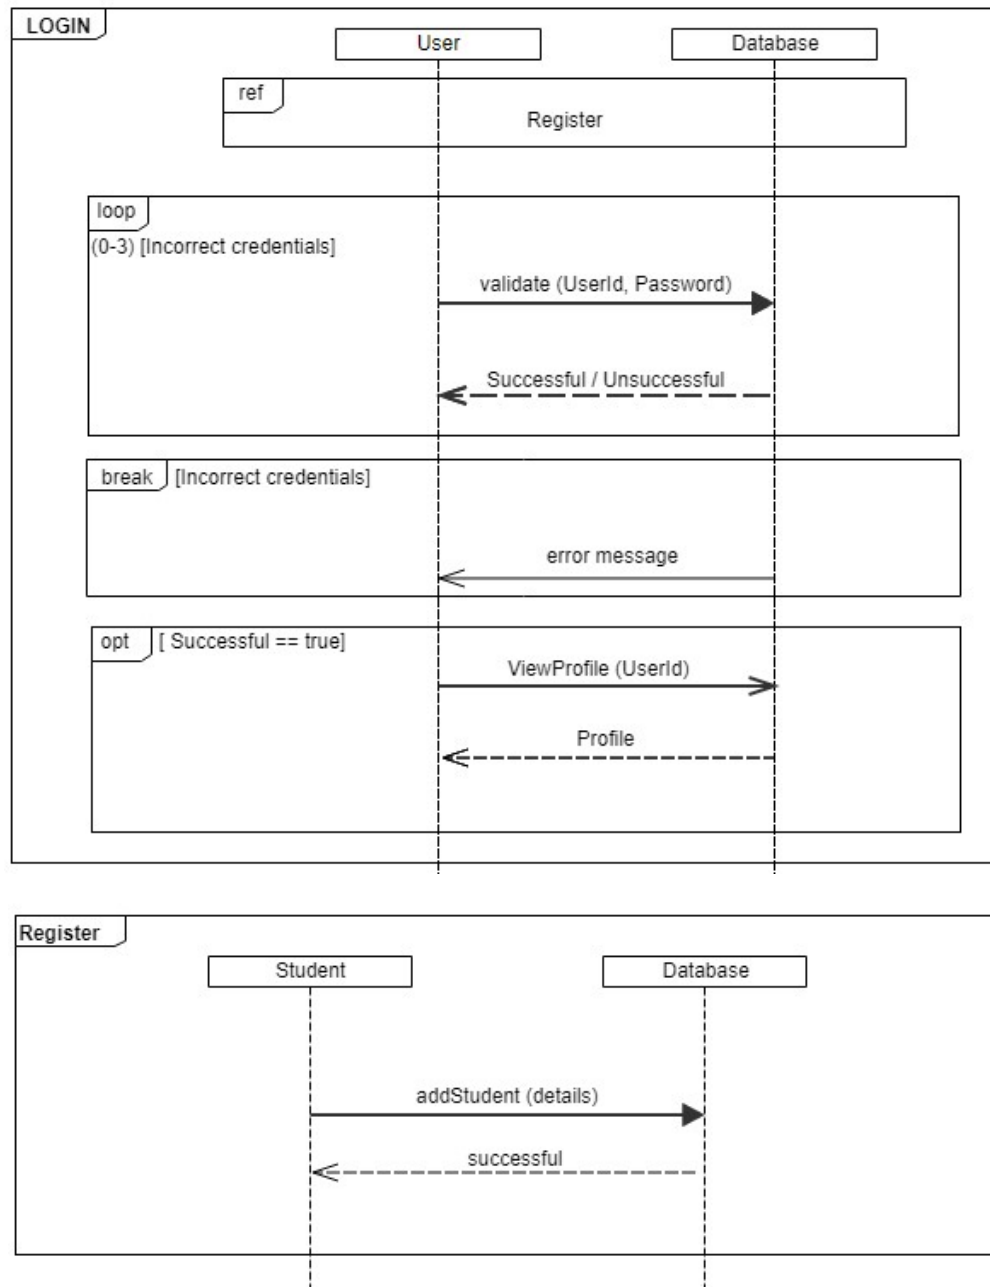 LOGIN
User
Database
ref
Register
loop
(0-3) [Incorrect credentials]
validate (UserId, Password)
Successful / Unsuccessful
break
[Incorrect credentials]
error message
opt
[ Successful == true]
ViewProfile (UserId)
Profile
Register
Student
Database
addStudent (details)
successful